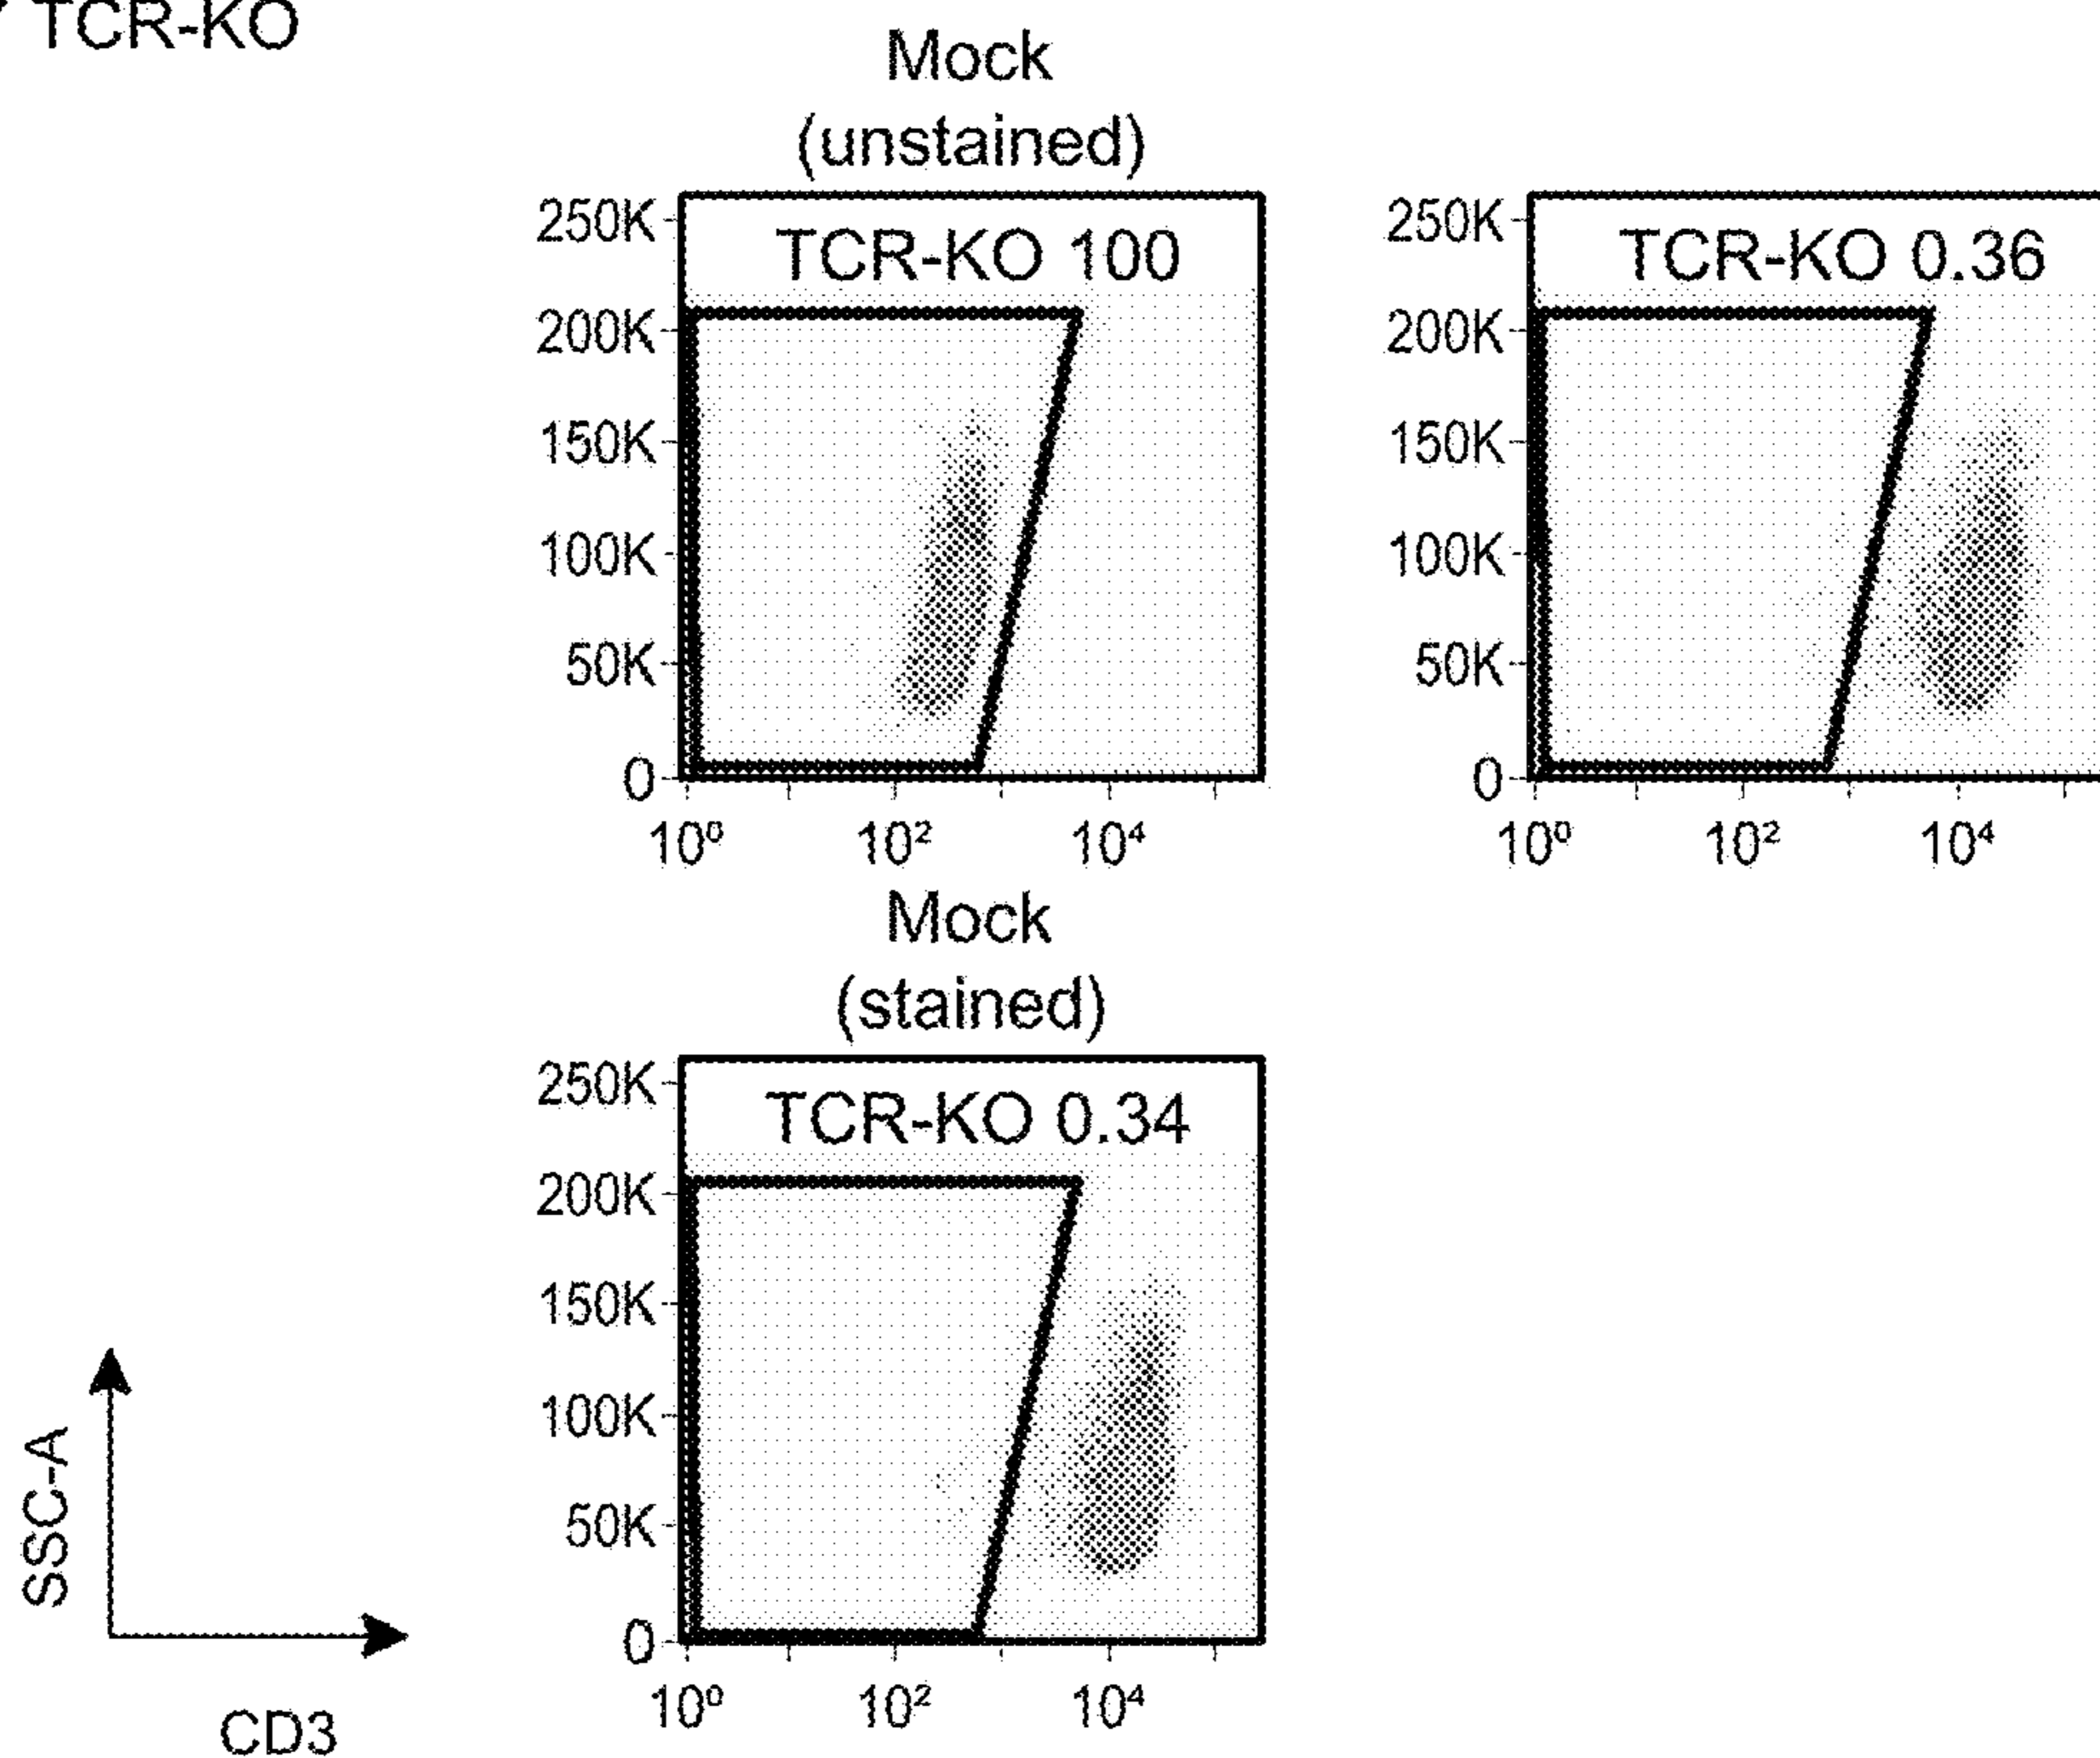 TCR-KO
Mock
(unstained)
250K
TCR-KO 100
200K
150K
100K
50K
0
10⁰ 10² 10⁴
250K
TCR-KO 0.36
200K
150K
100K
50K
0
10⁰ 10² 10⁴
Mock
(stained)
250K
TCR-KO 0.34
200K
150K
100K
50K
0
10⁰ 10² 10⁴
SSC-A
CD3